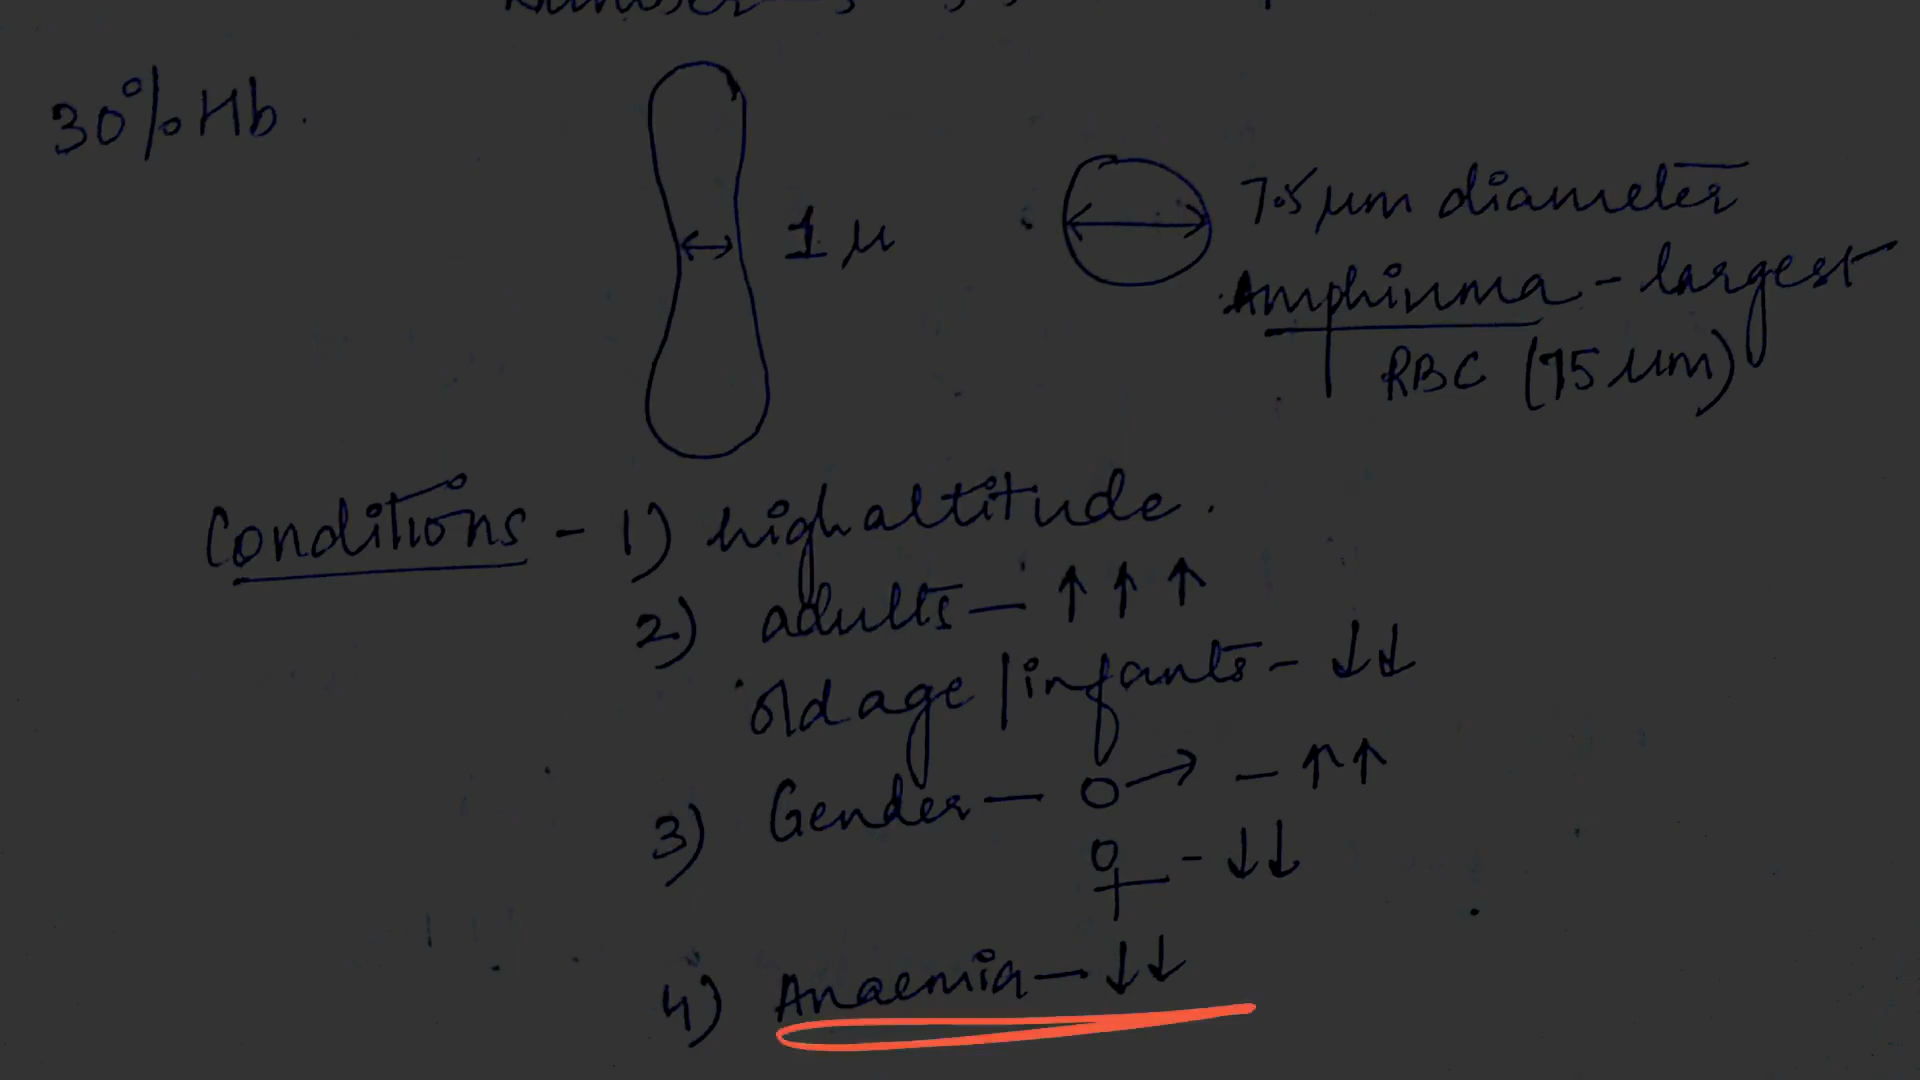 30% Hb.
1 µ
7.5 µm diameter
Amphiuma - largest
RBC (75 µm)
Conditions - 1) high altitude.
2) adults — ↑ ↑ ↑
old age / infants - ↓↓
3) Gender — ♂ - ↑↑
♀ - ↓↓
4) Anaemia — ↓↓